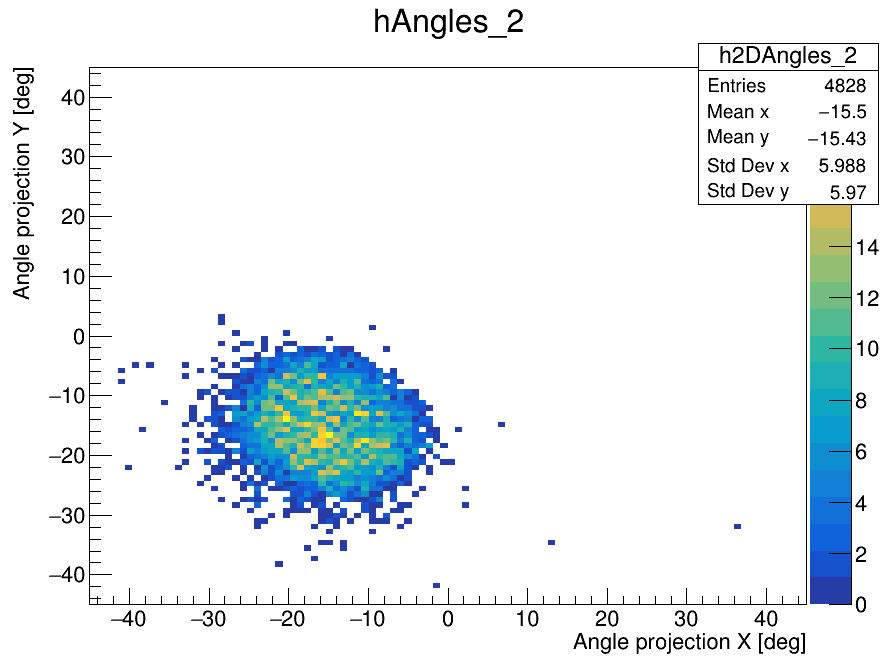 hAngles_2
h2DAngles_2
Entries 4828
Mean x −15.5
Mean y −15.43
Std Dev x 5.988
Std Dev y 5.97
Angle projection Y [deg]
40
30
20
10
0
−10
−20
−30
−40
−40 −30 −20 −10 0 10 20 30 40
Angle projection X [deg]
14
12
10
8
6
4
2
0